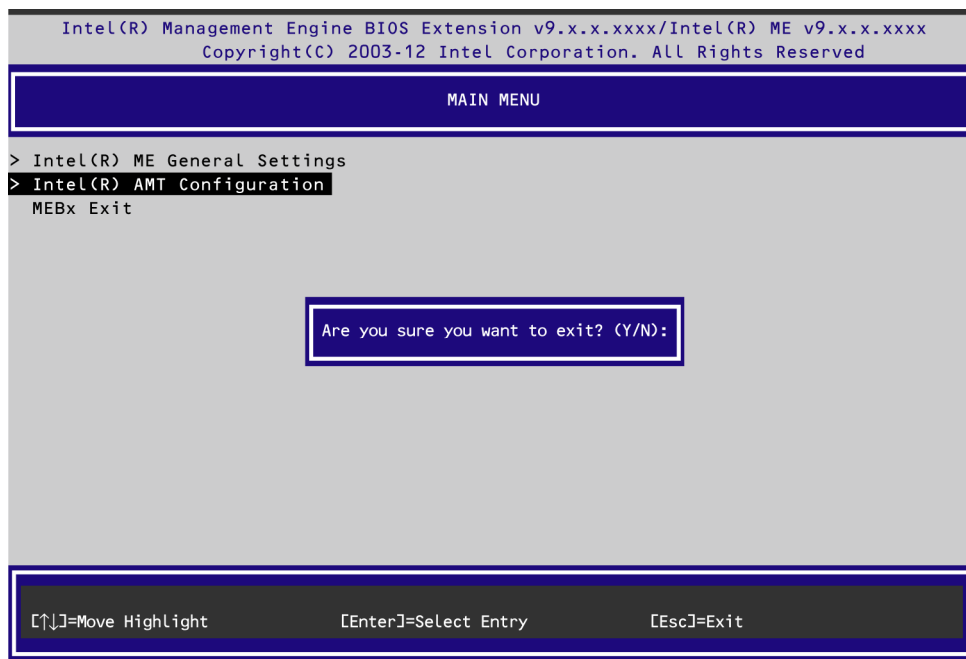 Intel(R) Management Engine BIOS Extension v9.x.x.xxxx/Intel(R) ME v9.x.x.xxxx
Copyright(C) 2003-12 Intel Corporation. All Rights Reserved
MAIN MENU
> Intel(R) ME General Settings
> Intel(R) AMT Configuration
MEBx Exit
Are you sure you want to exit? (Y/N):
[↑↓]=Move Highlight [Enter]=Select Entry [Esc]=Exit